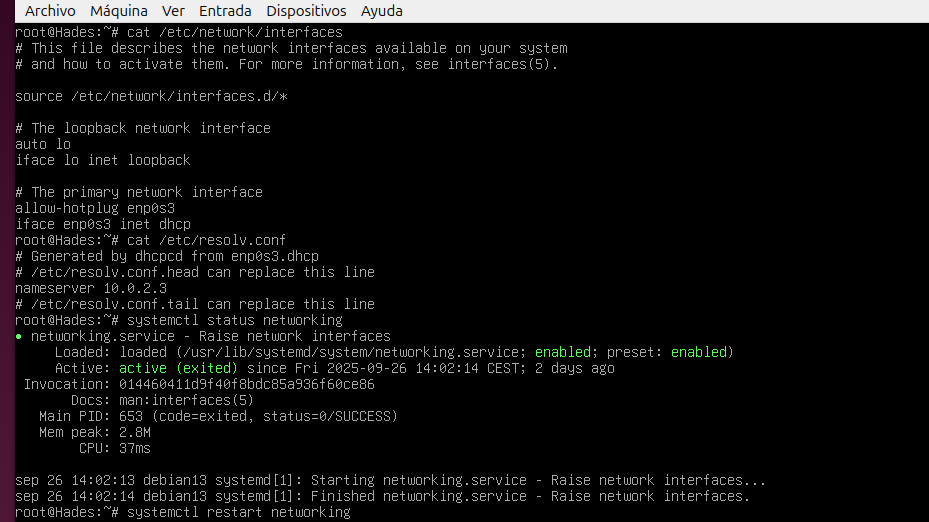 Archivo Máquina Ver Entrada Dispositivos Ayuda
root@Hades:~# cat /etc/network/interfaces
# This file describes the network interfaces available on your system
# and how to activate them. For more information, see interfaces(5).
source /etc/network/interfaces.d/*
# The loopback network interface
auto lo
iface lo inet loopback
# The primary network interface
allow-hotplug enp0s3
iface enp0s3 inet dhcp
root@Hades:~# cat /etc/resolv.conf
# Generated by dhcpcd from enp0s3.dhcp
# /etc/resolv.conf.head can replace this line
nameserver 10.0.2.3
# /etc/resolv.conf.tail can replace this line
root@Hades:~# systemctl status networking
● networking.service - Raise network interfaces
Loaded: loaded (/usr/lib/systemd/system/networking.service; enabled; preset: enabled)
Active: active (exited) since Fri 2025-09-26 14:02:14 CEST; 2 days ago
Invocation: 014460411d9f40f8bdc85a936f60ce86
Docs: man:interfaces(5)
Main PID: 653 (code=exited, status=0/SUCCESS)
Mem peak: 2.8M
CPU: 37ms
sep 26 14:02:13 debian13 systemd[1]: Starting networking.service - Raise network interfaces...
sep 26 14:02:14 debian13 systemd[1]: Finished networking.service - Raise network interfaces.
root@Hades:~# systemctl restart networking